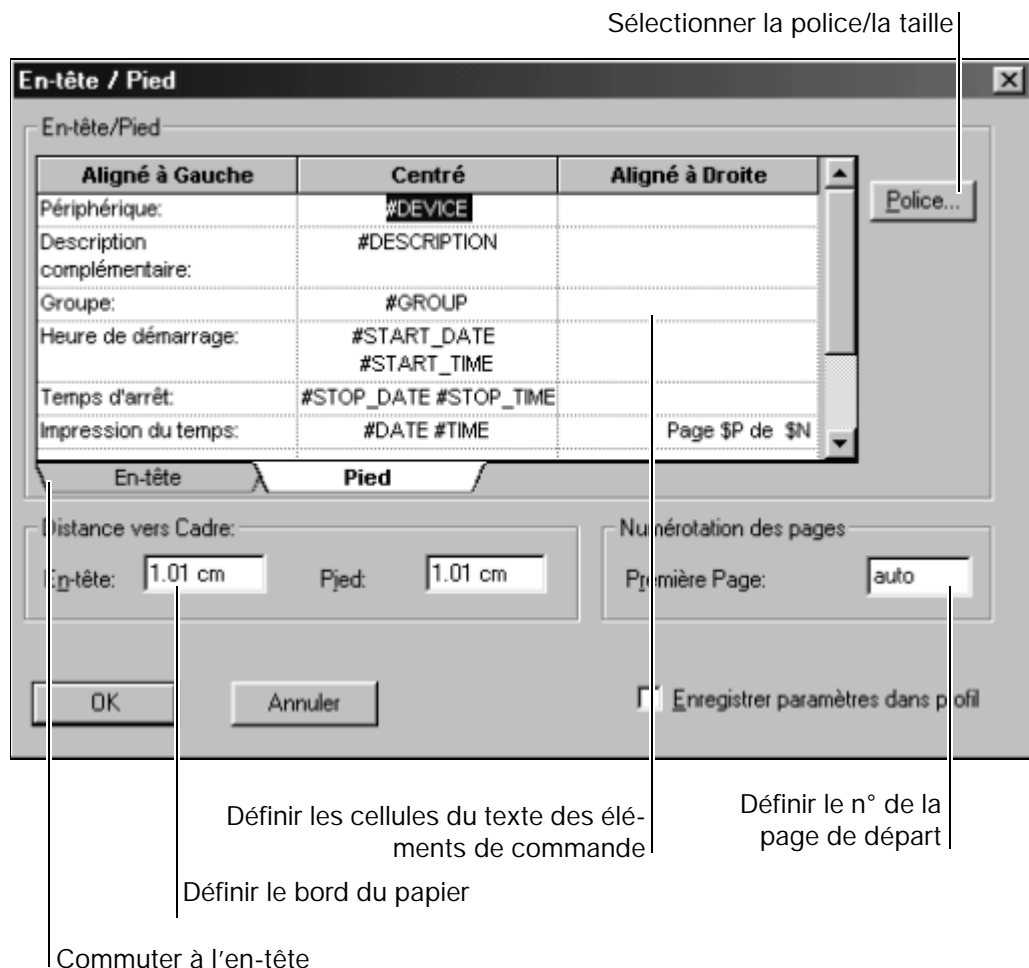 Sélectionner la police/la taille
En-tête / Pied
En-tête/Pied
Aligné à Gauche Centré Aligné à Droite
Périphérique: #DEVICE
Police...
Description #DESCRIPTION
complémentaire:
Groupe: #GROUP
Heure de démarrage: #START_DATE
#START_TIME
Temps d'arrêt: #STOP_DATE #STOP_TIME
Impression du temps: #DATE #TIME Page $P de $N
En-tête Pied
Distance vers Cadre: Numérotation des pages
En-tête: 1.01 cm Pied: 1.01 cm Première Page: auto
OK Annuler Enregistrer paramètres dans profil
Définir les cellules du texte des élé-
ments de commande
Définir le n° de la
page de départ
Définir le bord du papier
Commuter à l'en-tête